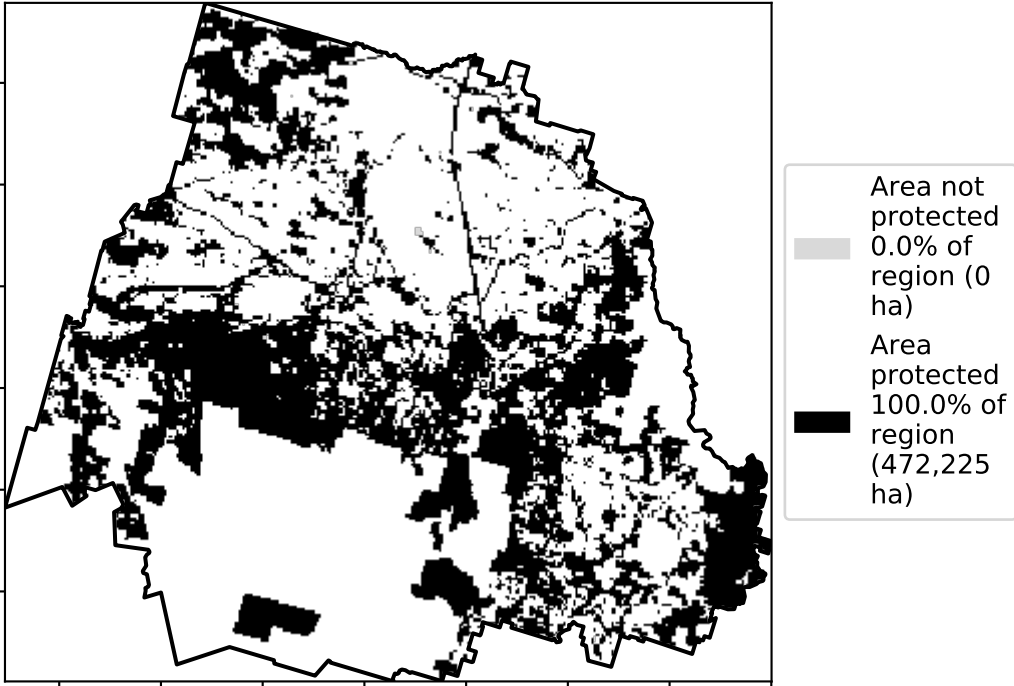 Area not
protected
0.0% of
region (0
ha)
Area
protected
100.0% of
region
(472,225
ha)